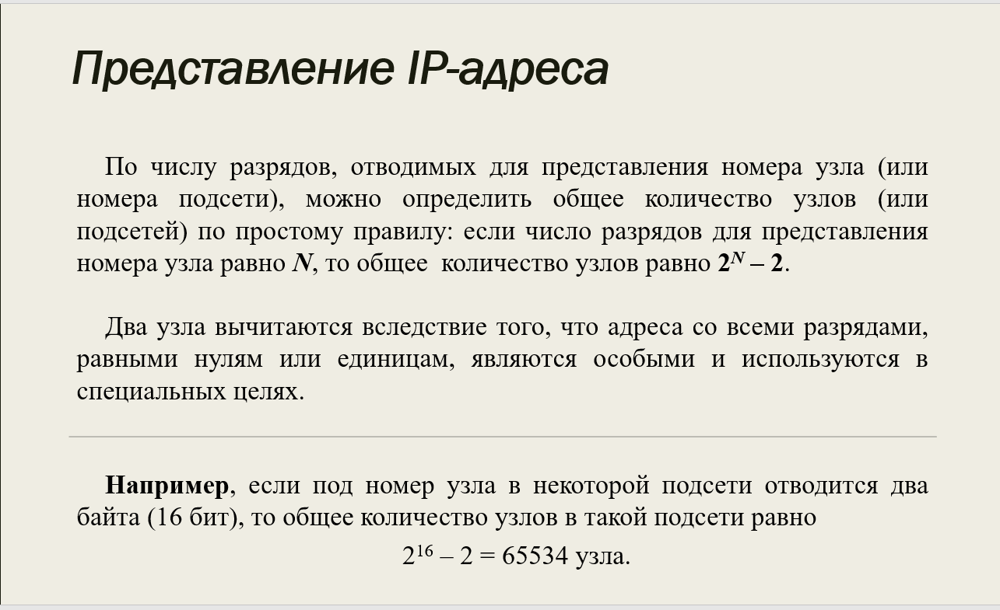 Представление IP-адреса
По числу разрядов, отводимых для представления номера узла (или
номера подсети), можно определить общее количество узлов (или
подсетей) по простому правилу: если число разрядов для представления
номера узла равно N, то общее количество узлов равно 2ᴺ – 2.
Два узла вычитаются вследствие того, что адреса со всеми разрядами,
равными нулям или единицам, являются особыми и используются в
специальных целях.
Например, если под номер узла в некоторой подсети отводится два
байта (16 бит), то общее количество узлов в такой подсети равно
2¹⁶ – 2 = 65534 узла.